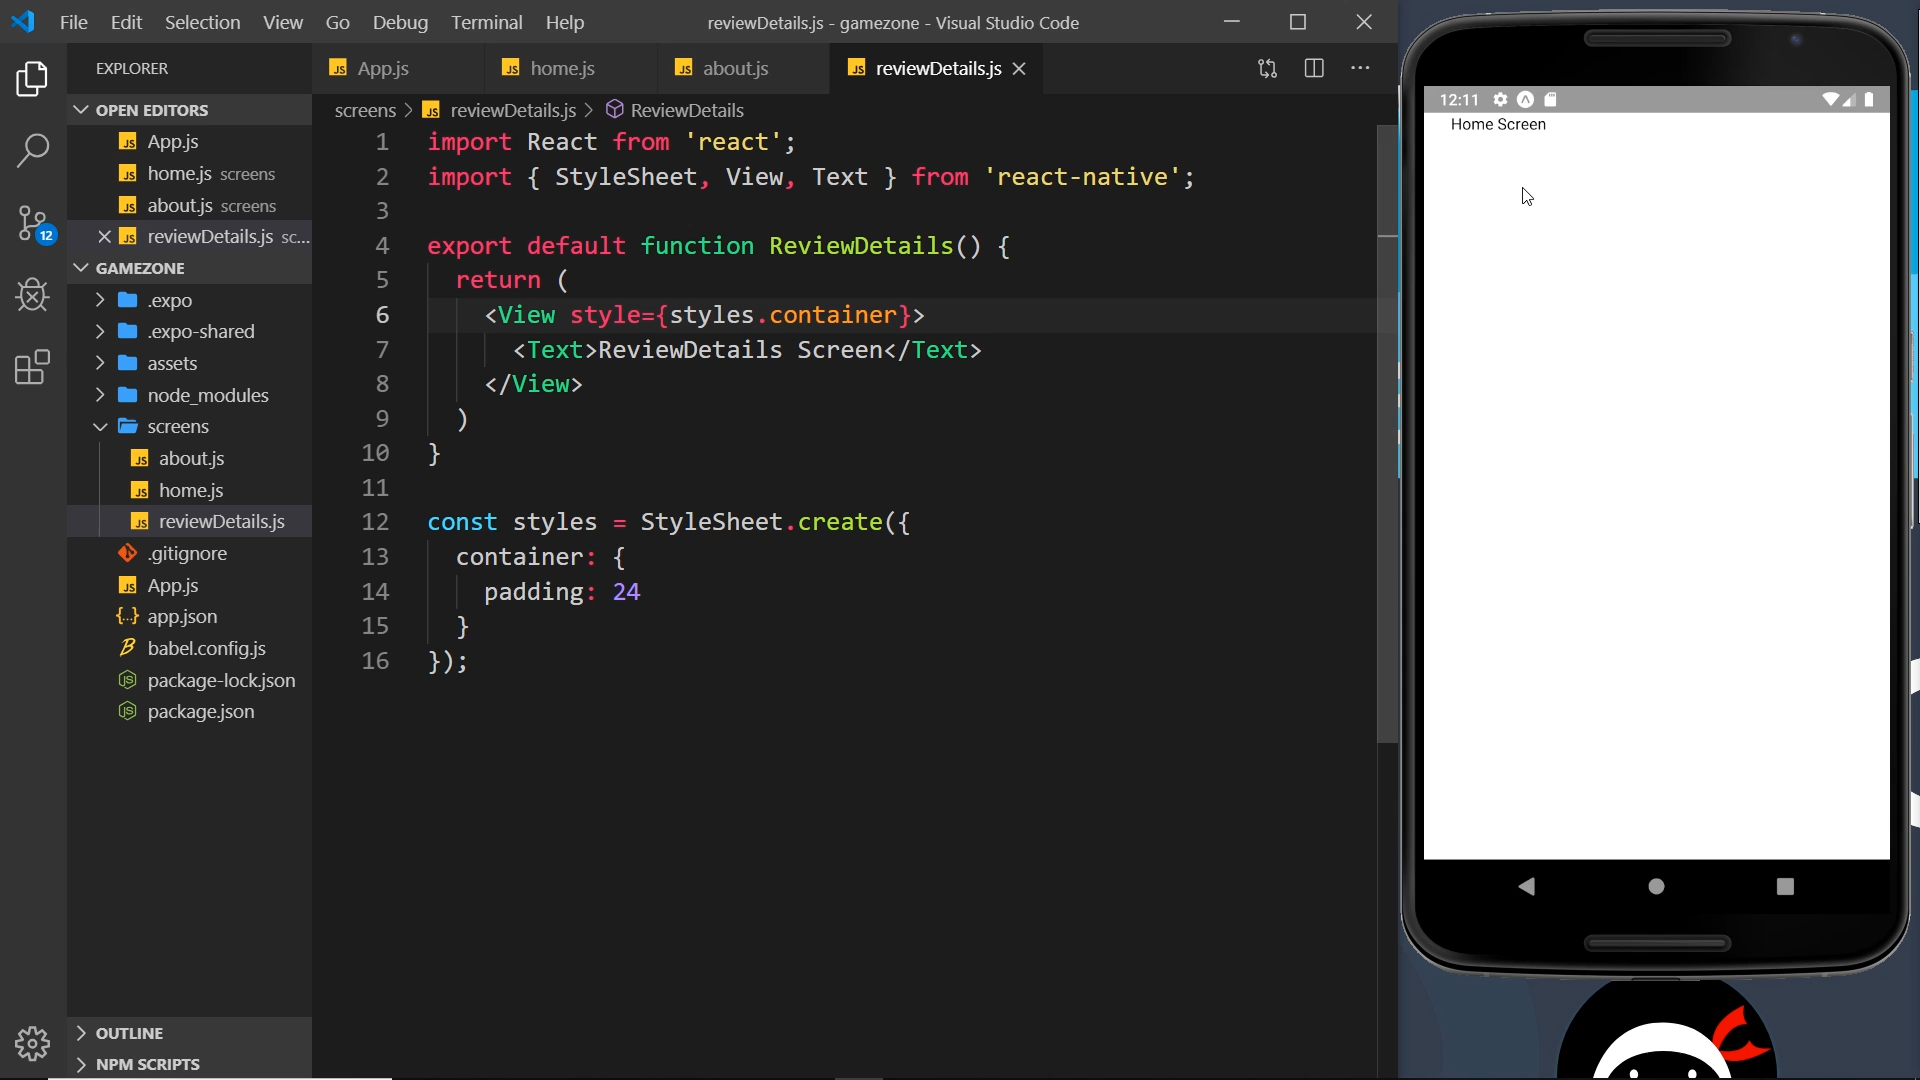 File Edit Selection View Go Debug Terminal Help
reviewDetails.js - gamezone - Visual Studio Code
EXPLORER
OPEN EDITORS
App.js
home.js screens
about.js screens
reviewDetails.js sc...
12
GAMEZONE
.expo
.expo-shared
assets
node_modules
screens
about.js
home.js
reviewDetails.js
.gitignore
App.js
app.json
babel.config.js
package-lock.json
package.json
OUTLINE
NPM SCRIPTS
App.js home.js about.js reviewDetails.js
screens > reviewDetails.js > ReviewDetails
1 import React from 'react';
2 import { StyleSheet, View, Text } from 'react-native';
3
4 export default function ReviewDetails() {
5 return (
6 <View style={styles.container}>
7 <Text>ReviewDetails Screen</Text>
8 </View>
9 )
10 }
11
12 const styles = StyleSheet.create({
13 container: {
14 padding: 24
15 }
16 });
12:11
Home Screen